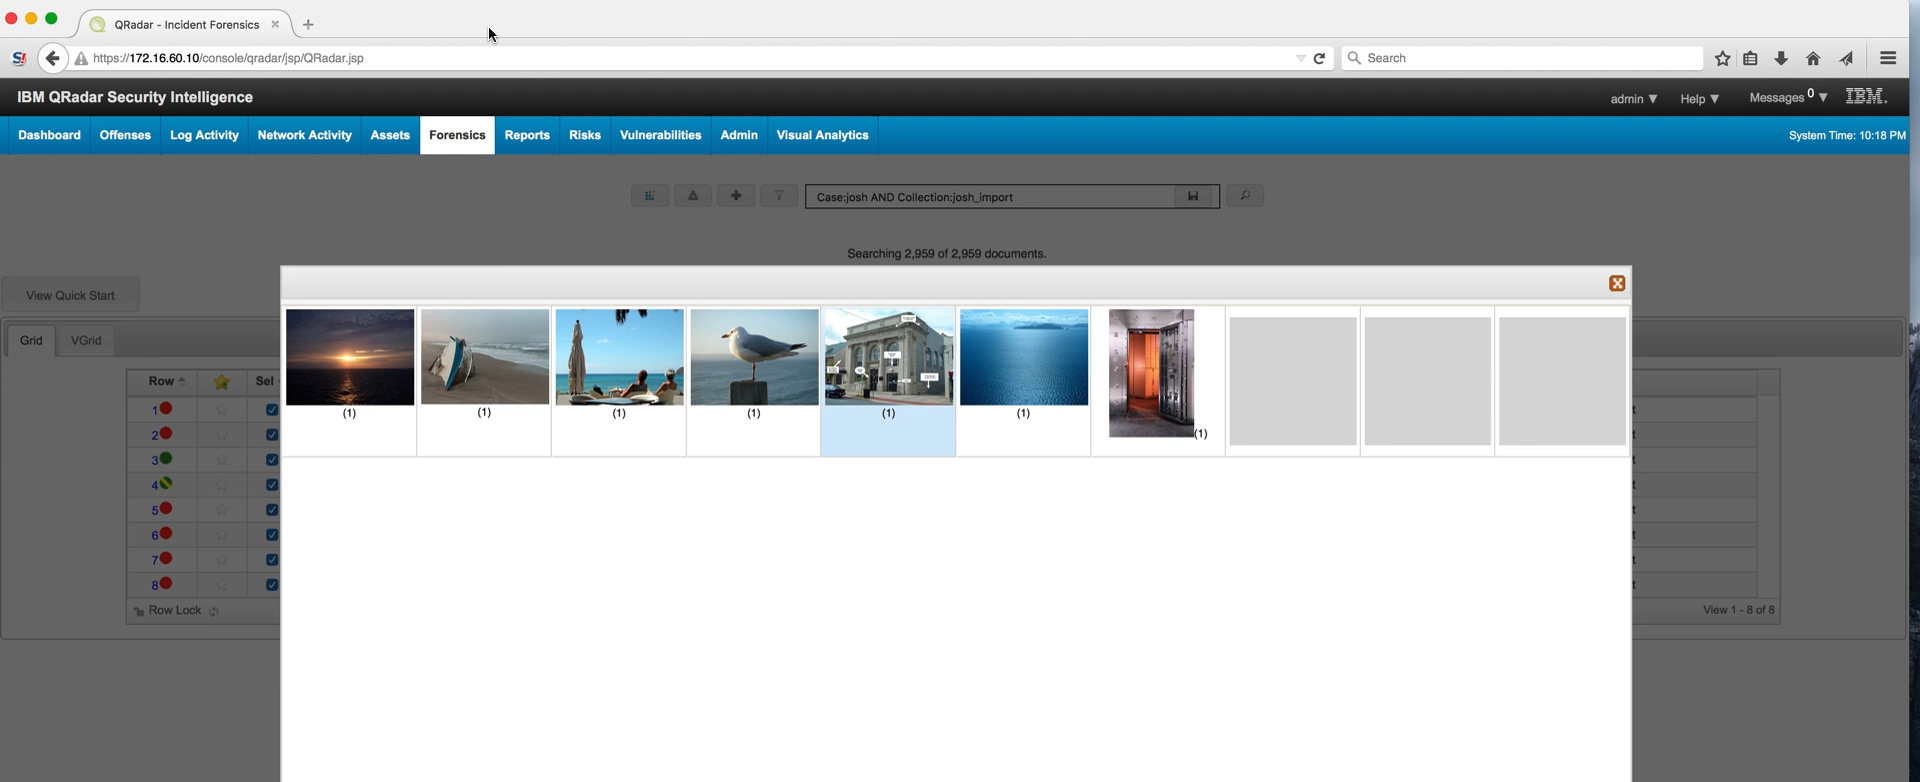 QRadar - Incident Forensics
https://172.16.60.10/console/qradar/jsp/QRadar.jsp
Search
IBM QRadar Security Intelligence
admin ▼ Help ▼ Messages 0 ▼ IBM.
Dashboard Offenses Log Activity Network Activity Assets Forensics Reports Risks Vulnerabilities Admin Visual Analytics System Time: 10:18 PM
Case:josh AND Collection:josh_import
Searching 2,959 of 2,959 documents.
View Quick Start
Grid VGrid
Row Sel
(1) (1) (1) (1) (1) (1) (1)
1 t
2 t
3 t
4 t
5 t
6 t
7 t
8 t
Row Lock View 1 - 8 of 8